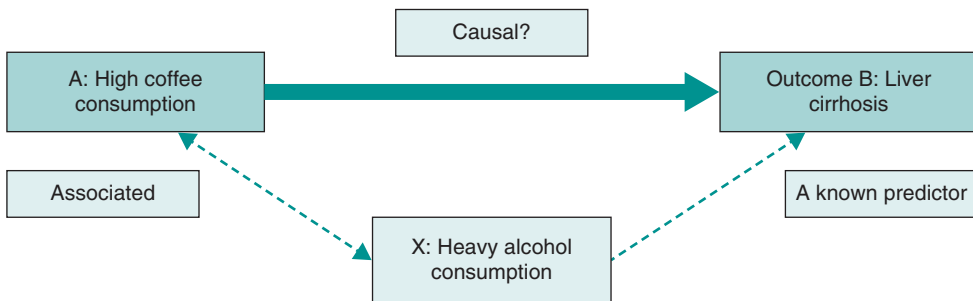 Causal?
A: High coffee
consumption
Outcome B: Liver
cirrhosis
Associated
A known predictor
X: Heavy alcohol
consumption